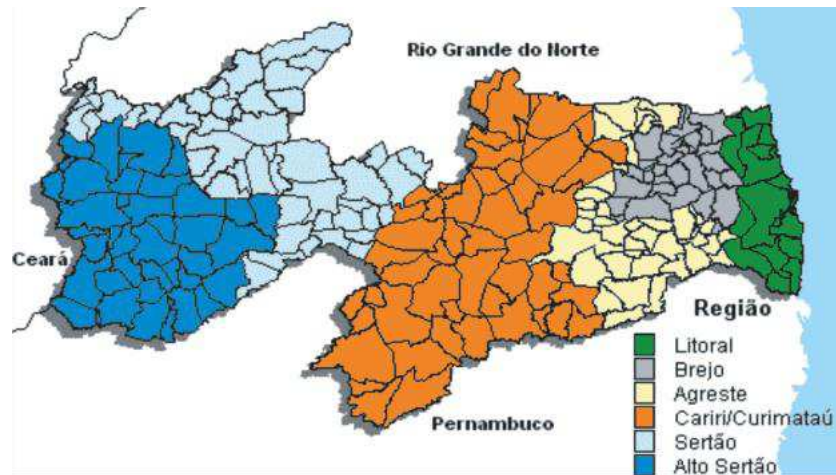 Rio Grande do Norte
Ceará
Pernambuco
Região
Litoral
Brejo
Agreste
Cariri/Curimataú
Sertão
Alto Sertão